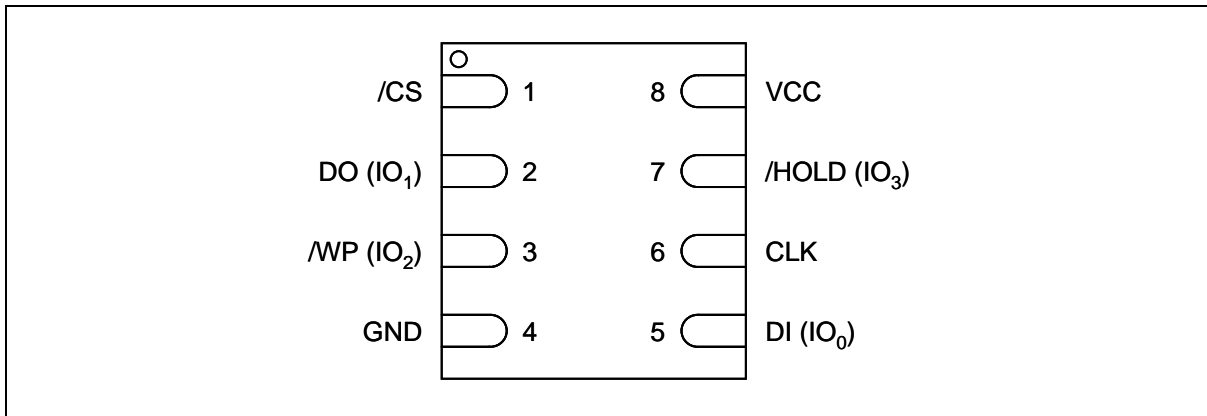 /CS 1 8 VCC
DO (IO₁) 2 7 /HOLD (IO₃)
/WP (IO₂) 3 6 CLK
GND 4 5 DI (IO₀)